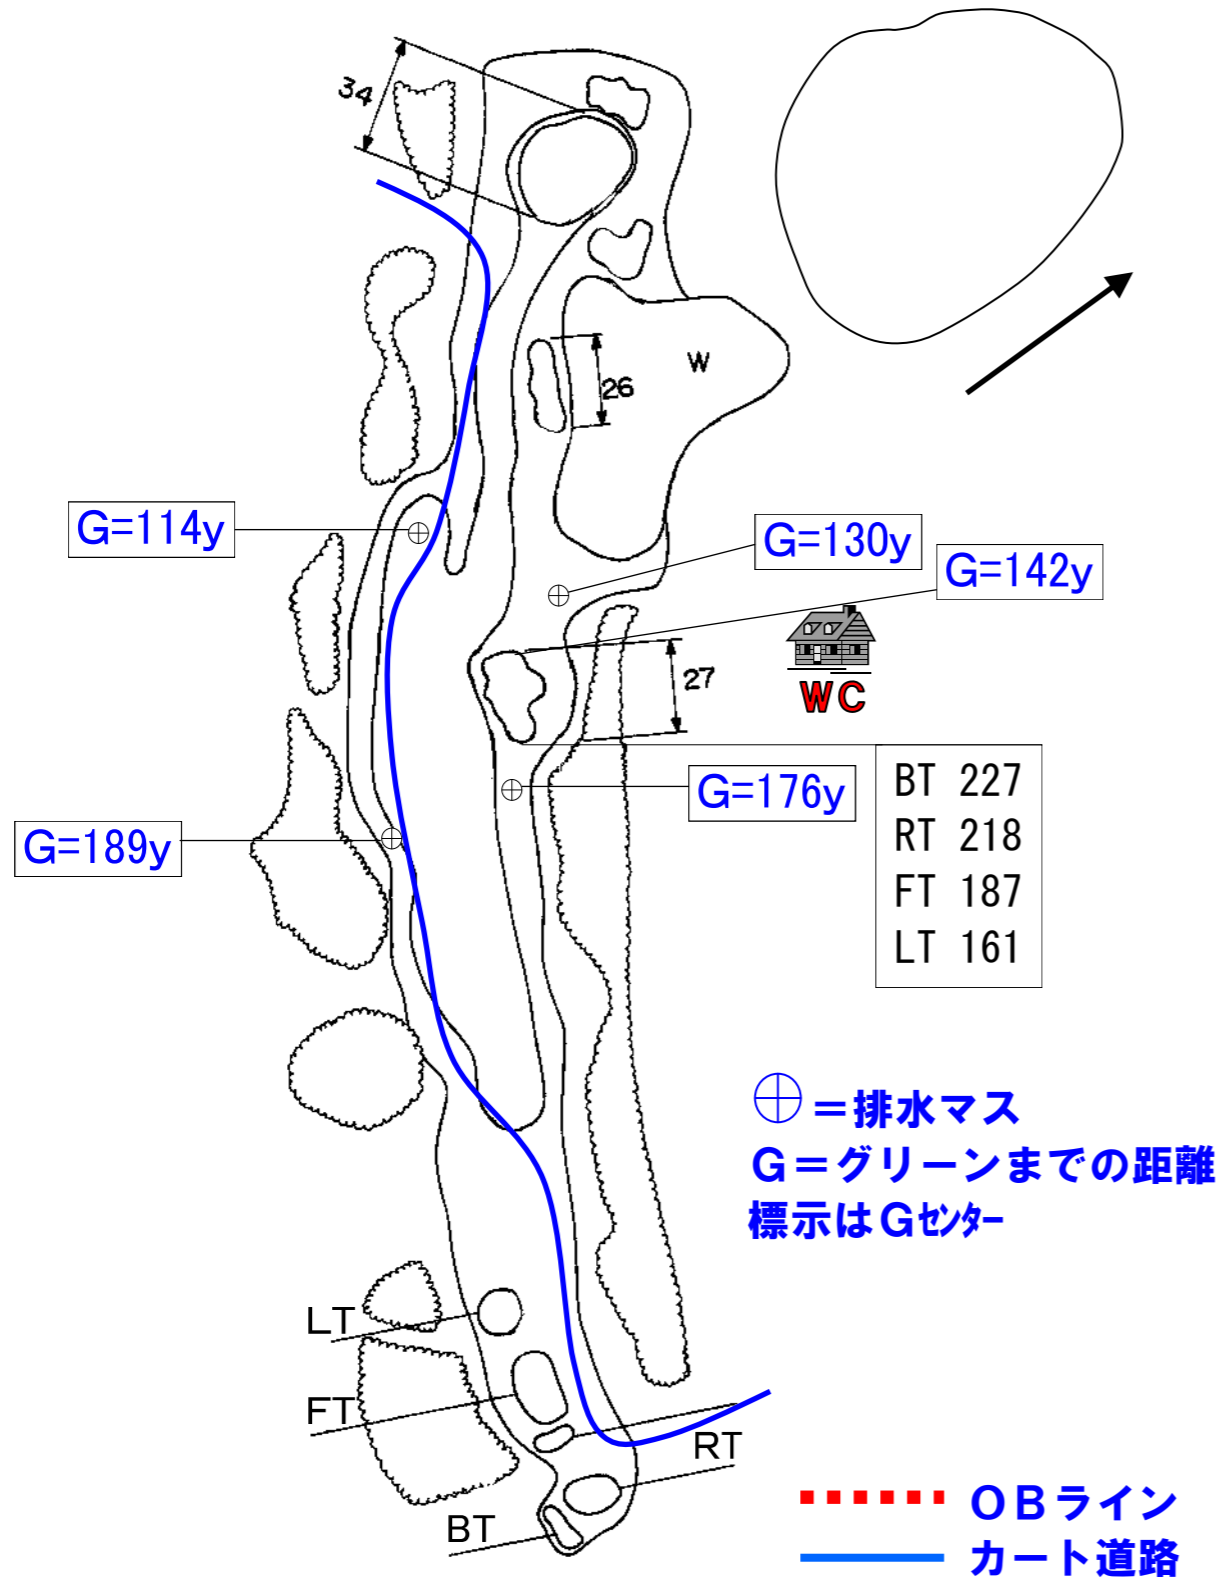 34
26
W
G=114y
G=130y
G=142y
WC
27
G=176y
G=189y
BT 227
RT 218
FT 187
LT 161
⊕=排水マス
G=グリーンまでの距離
標示はGセンター
LT
FT
RT
BT
OBライン
カート道路